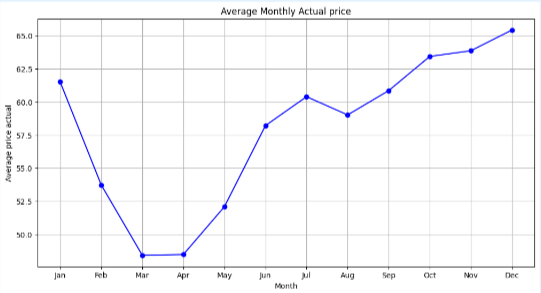 Average Monthly Actual price
Average price actual
65.0
62.5
60.0
57.5
55.0
52.5
50.0
Jan Feb Mar Apr May Jun Jul Aug Sep Oct Nov Dec
Month